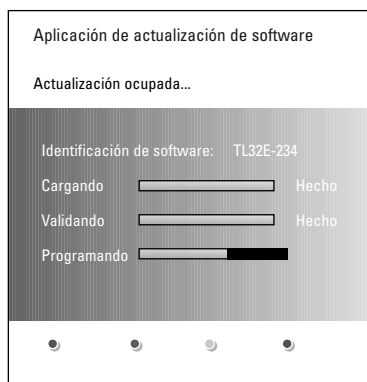 Aplicación de actualización de software
Actualización ocupada...
Identificación de software: TL32E-234
Cargando Hecho
Validando Hecho
Programando